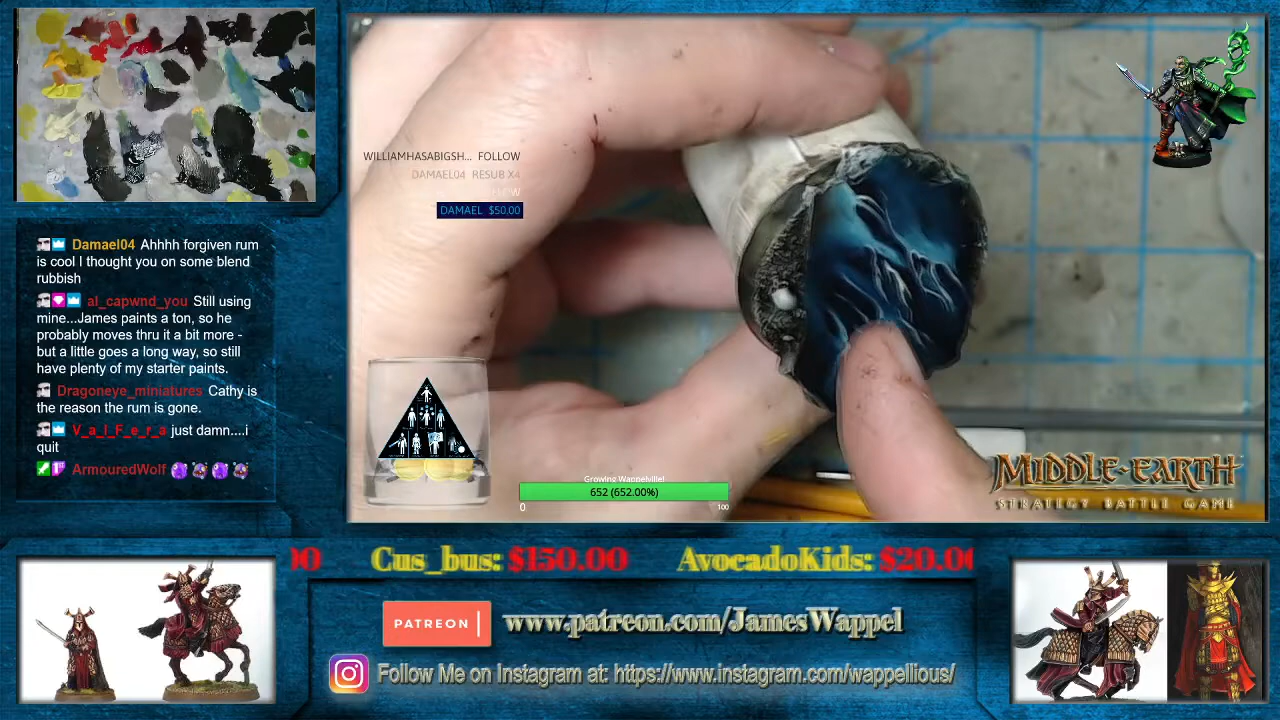 WILLIAMHASABIGSH... FOLLOW
DAMAEL04 RESUB X4
DAMAEL $50.00
Damael04 Ahhhh forgiven rum
is cool I thought you on some blend
rubbish
al_capwnd_you Still using
mine...James paints a ton, so he
probably moves thru it a bit more -
but a little goes a long way, so still
have plenty of my starter paints.
Dragoneye_miniatures Cathy is
the reason the rum is gone.
V_a_l_F_e_r_a just damn....i
quit
ArmouredWolf
Growing Wappelville!
652 (652.00%)
0 100
MIDDLE-EARTH
STRATEGY BATTLE GAME
00 Cus_bus: $150.00 AvocadoKids: $20.00
PATREON www.patreon.com/JamesWappel
Follow Me on Instagram at: https://www.instagram.com/wappellious/